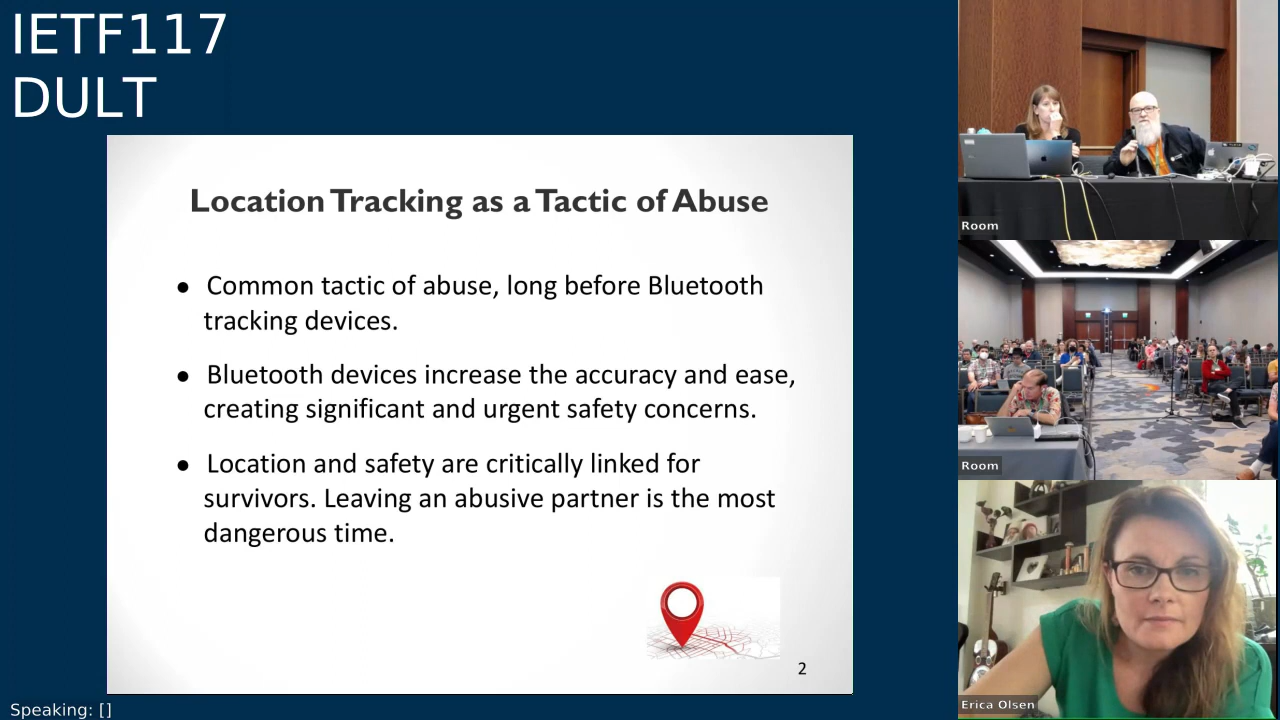 IETF117
DULT
Location Tracking as a Tactic of Abuse
● Common tactic of abuse, long before Bluetooth
tracking devices.
● Bluetooth devices increase the accuracy and ease,
creating significant and urgent safety concerns.
● Location and safety are critically linked for
survivors. Leaving an abusive partner is the most
dangerous time.
2
Speaking: []
Room
Room
Erica Olsen